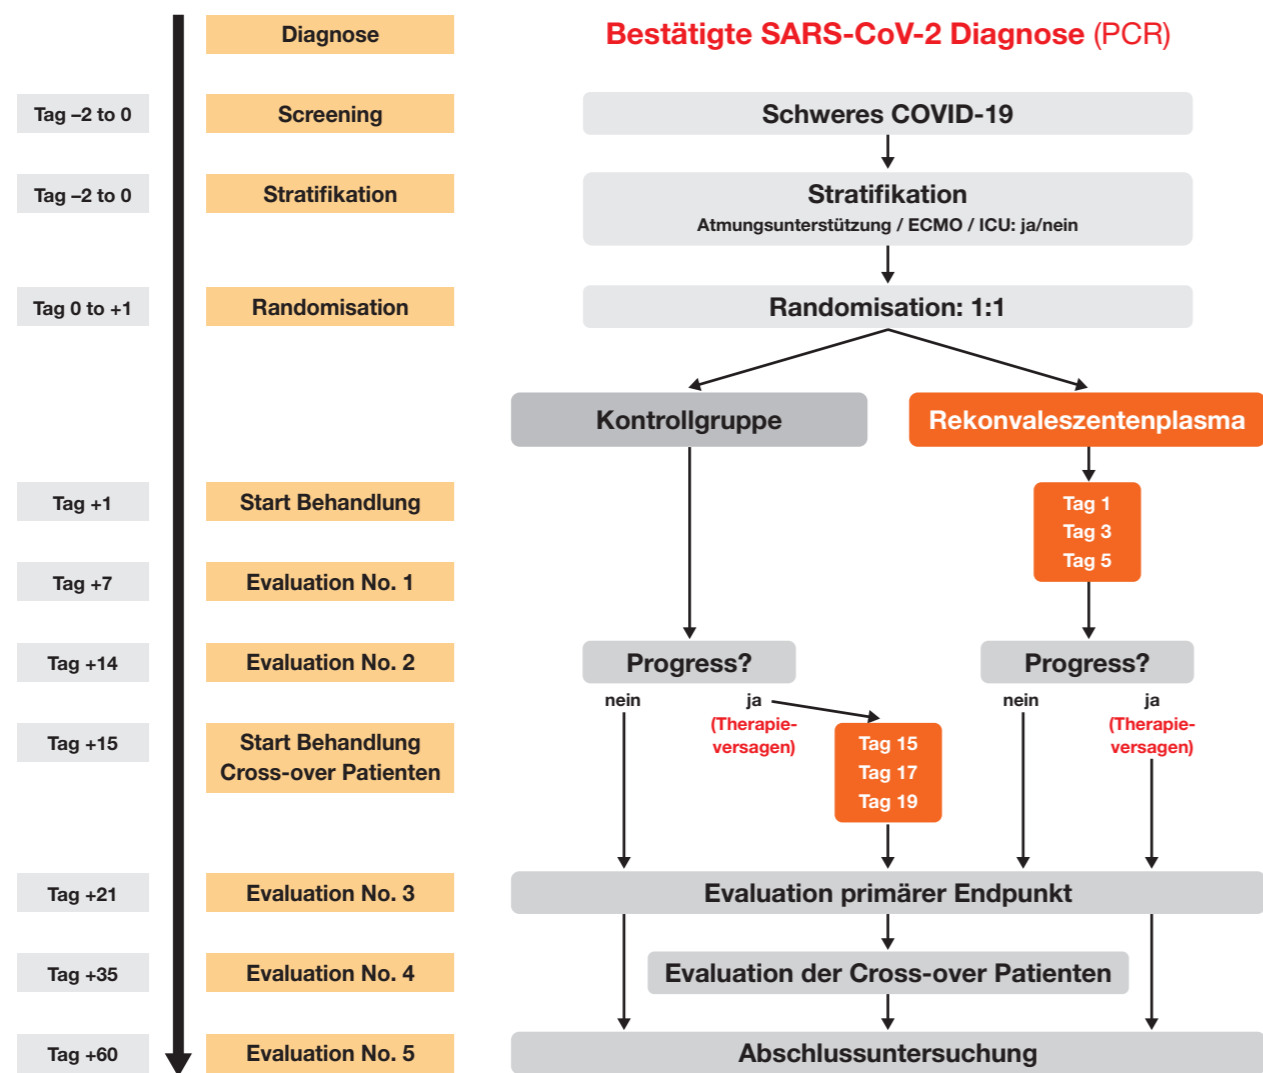 Diagnose
Bestätigte SARS-CoV-2 Diagnose (PCR)
Tag –2 to 0
Screening
Schweres COVID-19
Tag –2 to 0
Stratifikation
Stratifikation
Atmungsunterstützung / ECMO / ICU: ja/nein
Tag 0 to +1
Randomisation
Randomisation: 1:1
Kontrollgruppe
Rekonvaleszentenplasma
Tag +1
Start Behandlung
Tag 1
Tag 3
Tag 5
Tag +7
Evaluation No. 1
Tag +14
Evaluation No. 2
Progress?
Progress?
nein
ja
(Therapie-
versagen)
nein
ja
(Therapie-
versagen)
Tag +15
Start Behandlung
Cross-over Patienten
Tag 15
Tag 17
Tag 19
Tag +21
Evaluation No. 3
Evaluation primärer Endpunkt
Tag +35
Evaluation No. 4
Evaluation der Cross-over Patienten
Tag +60
Evaluation No. 5
Abschlussuntersuchung